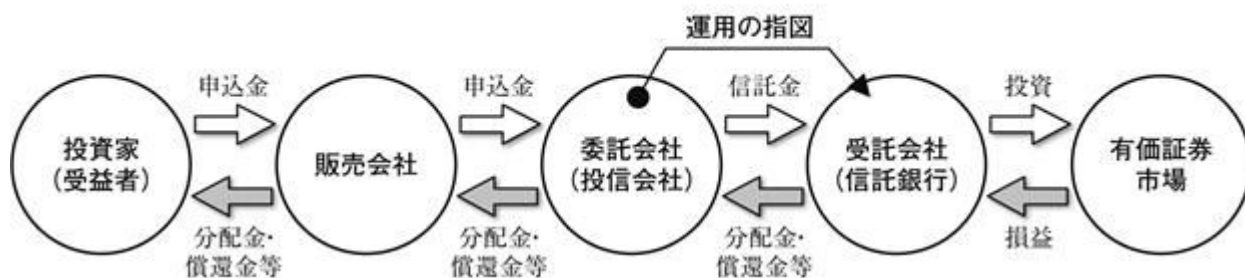 運用の指図
申込金
申込金
信託金
投資
投資家
（受益者）
販売会社
委託会社
（投信会社）
受託会社
（信託銀行）
有価証券
市場
分配金・
償還金等
分配金・
償還金等
分配金・
償還金等
損益